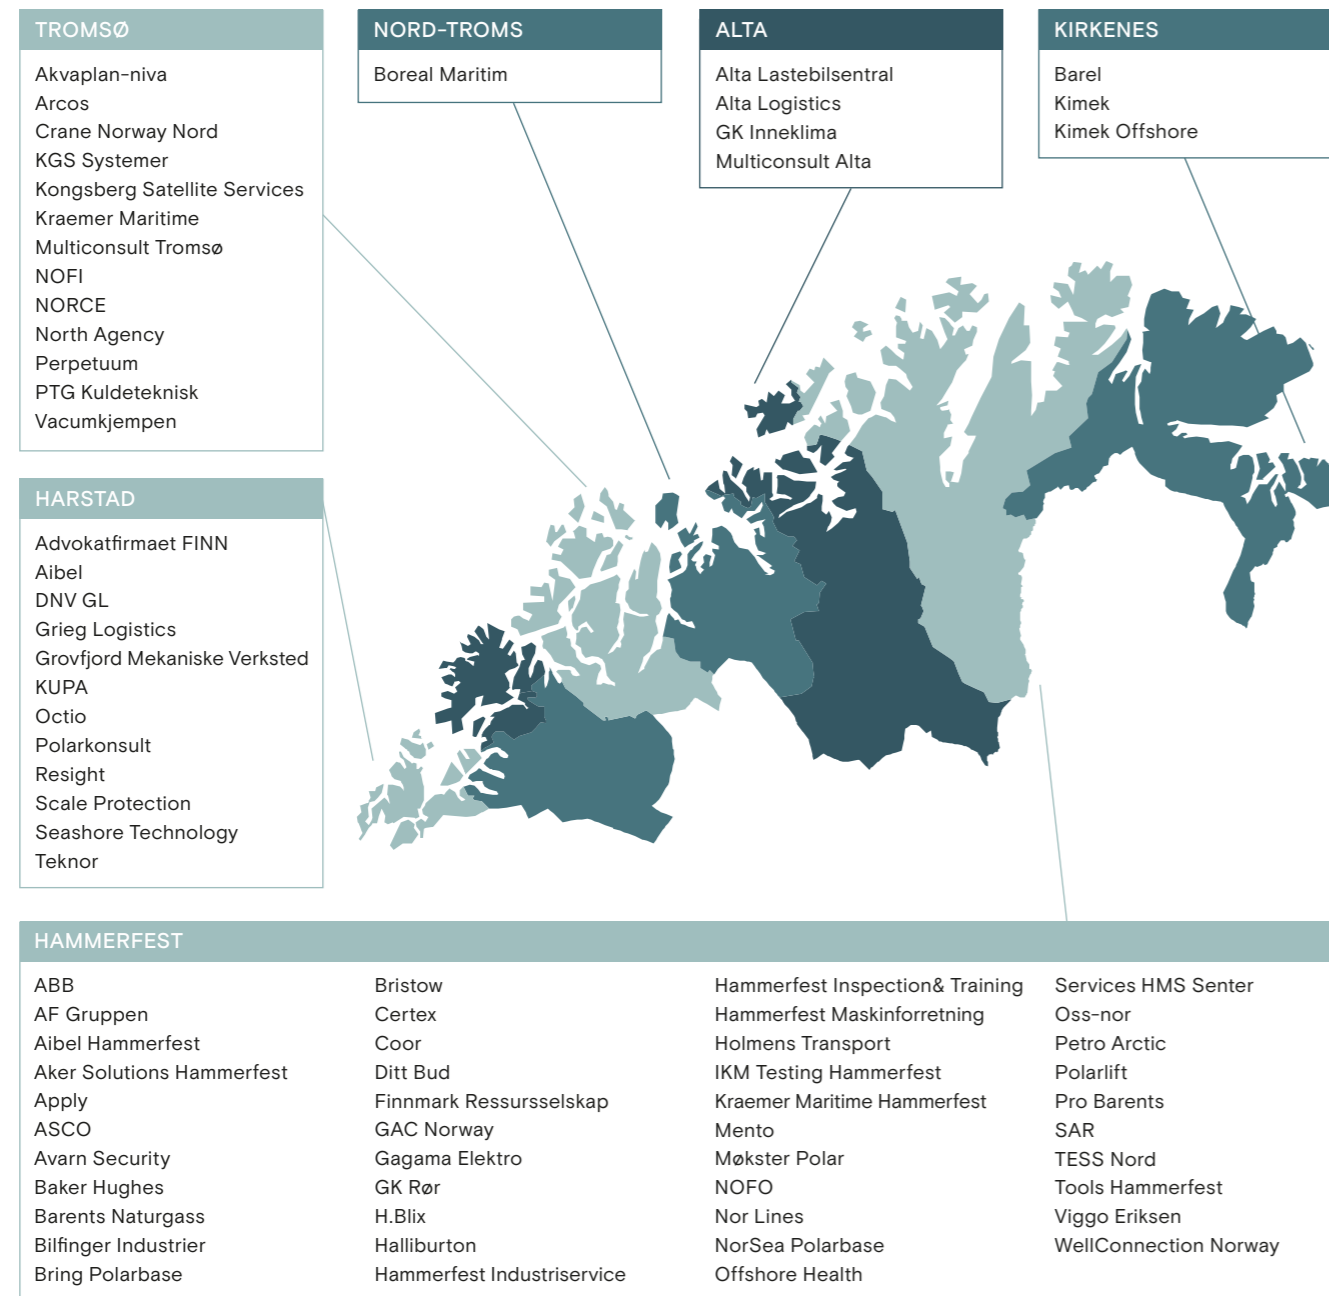 TROMSØ
Akvaplan-niva
Arcos
Crane Norway Nord
KGS Systemer
Kongsberg Satellite Services
Kraemer Maritime
Multiconsult Tromsø
NOFI
NORCE
North Agency
Perpetuum
PTG Kuldeteknisk
Vacumkjempen
NORD-TROMS
Boreal Maritim
ALTA
Alta Lastebilsentral
Alta Logistics
GK Inneklima
Multiconsult Alta
KIRKENES
Barel
Kimek
Kimek Offshore
HARSTAD
Advokatfirmaet FINN
Aibel
DNV GL
Grieg Logistics
Grovfjord Mekaniske Verksted
KUPA
Octio
Polarkonsult
Resight
Scale Protection
Seashore Technology
Teknor
HAMMERFEST
ABB
AF Gruppen
Aibel Hammerfest
Aker Solutions Hammerfest
Apply
ASCO
Avarn Security
Baker Hughes
Barents Naturgass
Bilfinger Industrier
Bring Polarbase
Bristow
Certex
Coor
Ditt Bud
Finnmark Ressursselskap
GAC Norway
Gagama Elektro
GK Rør
H.Blix
Halliburton
Hammerfest Industriservice
Hammerfest Inspection& Training
Hammerfest Maskinforretning
Holmens Transport
IKM Testing Hammerfest
Kraemer Maritime Hammerfest
Mento
Møkster Polar
NOFO
Nor Lines
NorSea Polarbase
Offshore Health
Services HMS Senter
Oss-nor
Petro Arctic
Polarlift
Pro Barents
SAR
TESS Nord
Tools Hammerfest
Viggo Eriksen
WellConnection Norway